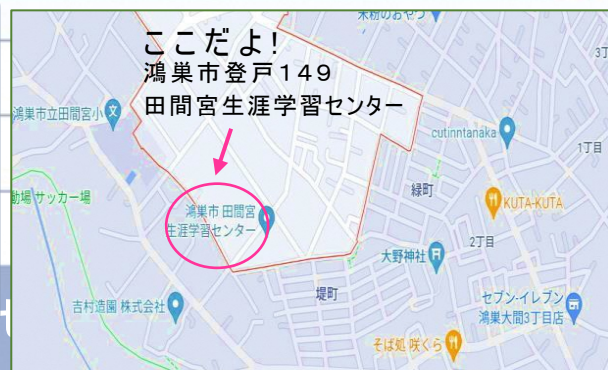 米粉のおやつ
ここだよ!
鴻巣市登戸149
田間宮生涯学習センター
3丁
鴻巣市立田間宮小
cutinntanaka
1丁目
緑町
動場 サッカー場
KUTA-KUTA
鴻巣市 田間宮
生涯学習センター
2丁目
大野神社
堤町
セブン-イレブン
鴻巣大間3丁目店
吉村造園 株式会社
そば処 咲くら